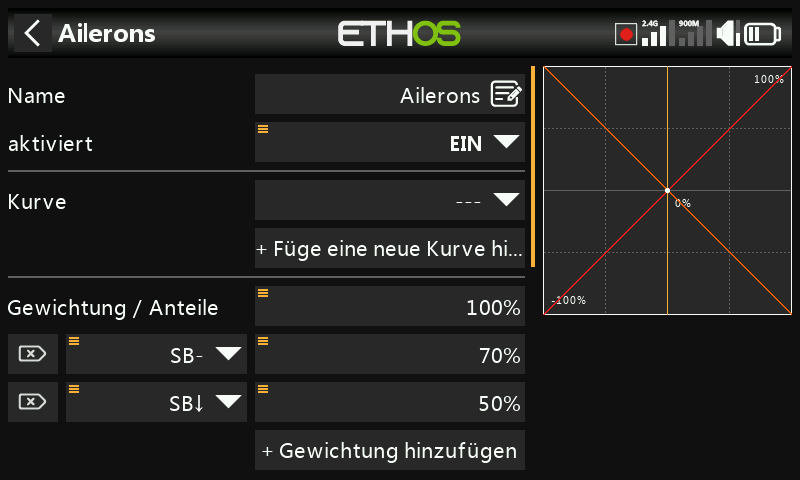 Ailerons
ETHOS
2.4G
900M
Name
Ailerons
aktiviert
EIN
Kurve
---
+ Füge eine neue Kurve hi...
Gewichtung / Anteile
100%
SB-
70%
SB↓
50%
+ Gewichtung hinzufügen
100%
0%
-100%